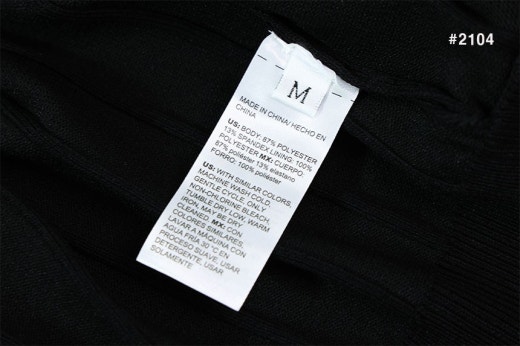 #2104
M
MADE IN CHINA/ HECHO EN
CHINA
US: BODY: 87% POLYESTER
13% SPANDEX LINING: 100%
POLYESTER MX: CUERPO:
87% poliéster 13% elastano
FORRO: 100% poliéster
US: WITH SIMILAR COLORS,
MACHINE WASH COLD,
GENTLE CYCLE, ONLY
NON-CHLORINE BLEACH,
TUMBLE DRY LOW, WARM
IRON, MAY BE DRY
CLEANED. MX: CON
COLORES SIMILARES,
LAVAR A MÁQUINA CON
AGUA FRÍA 30°C EN
PROCESO SUAVE, USAR
DETERGENTE, USAR
SOLAMENTE